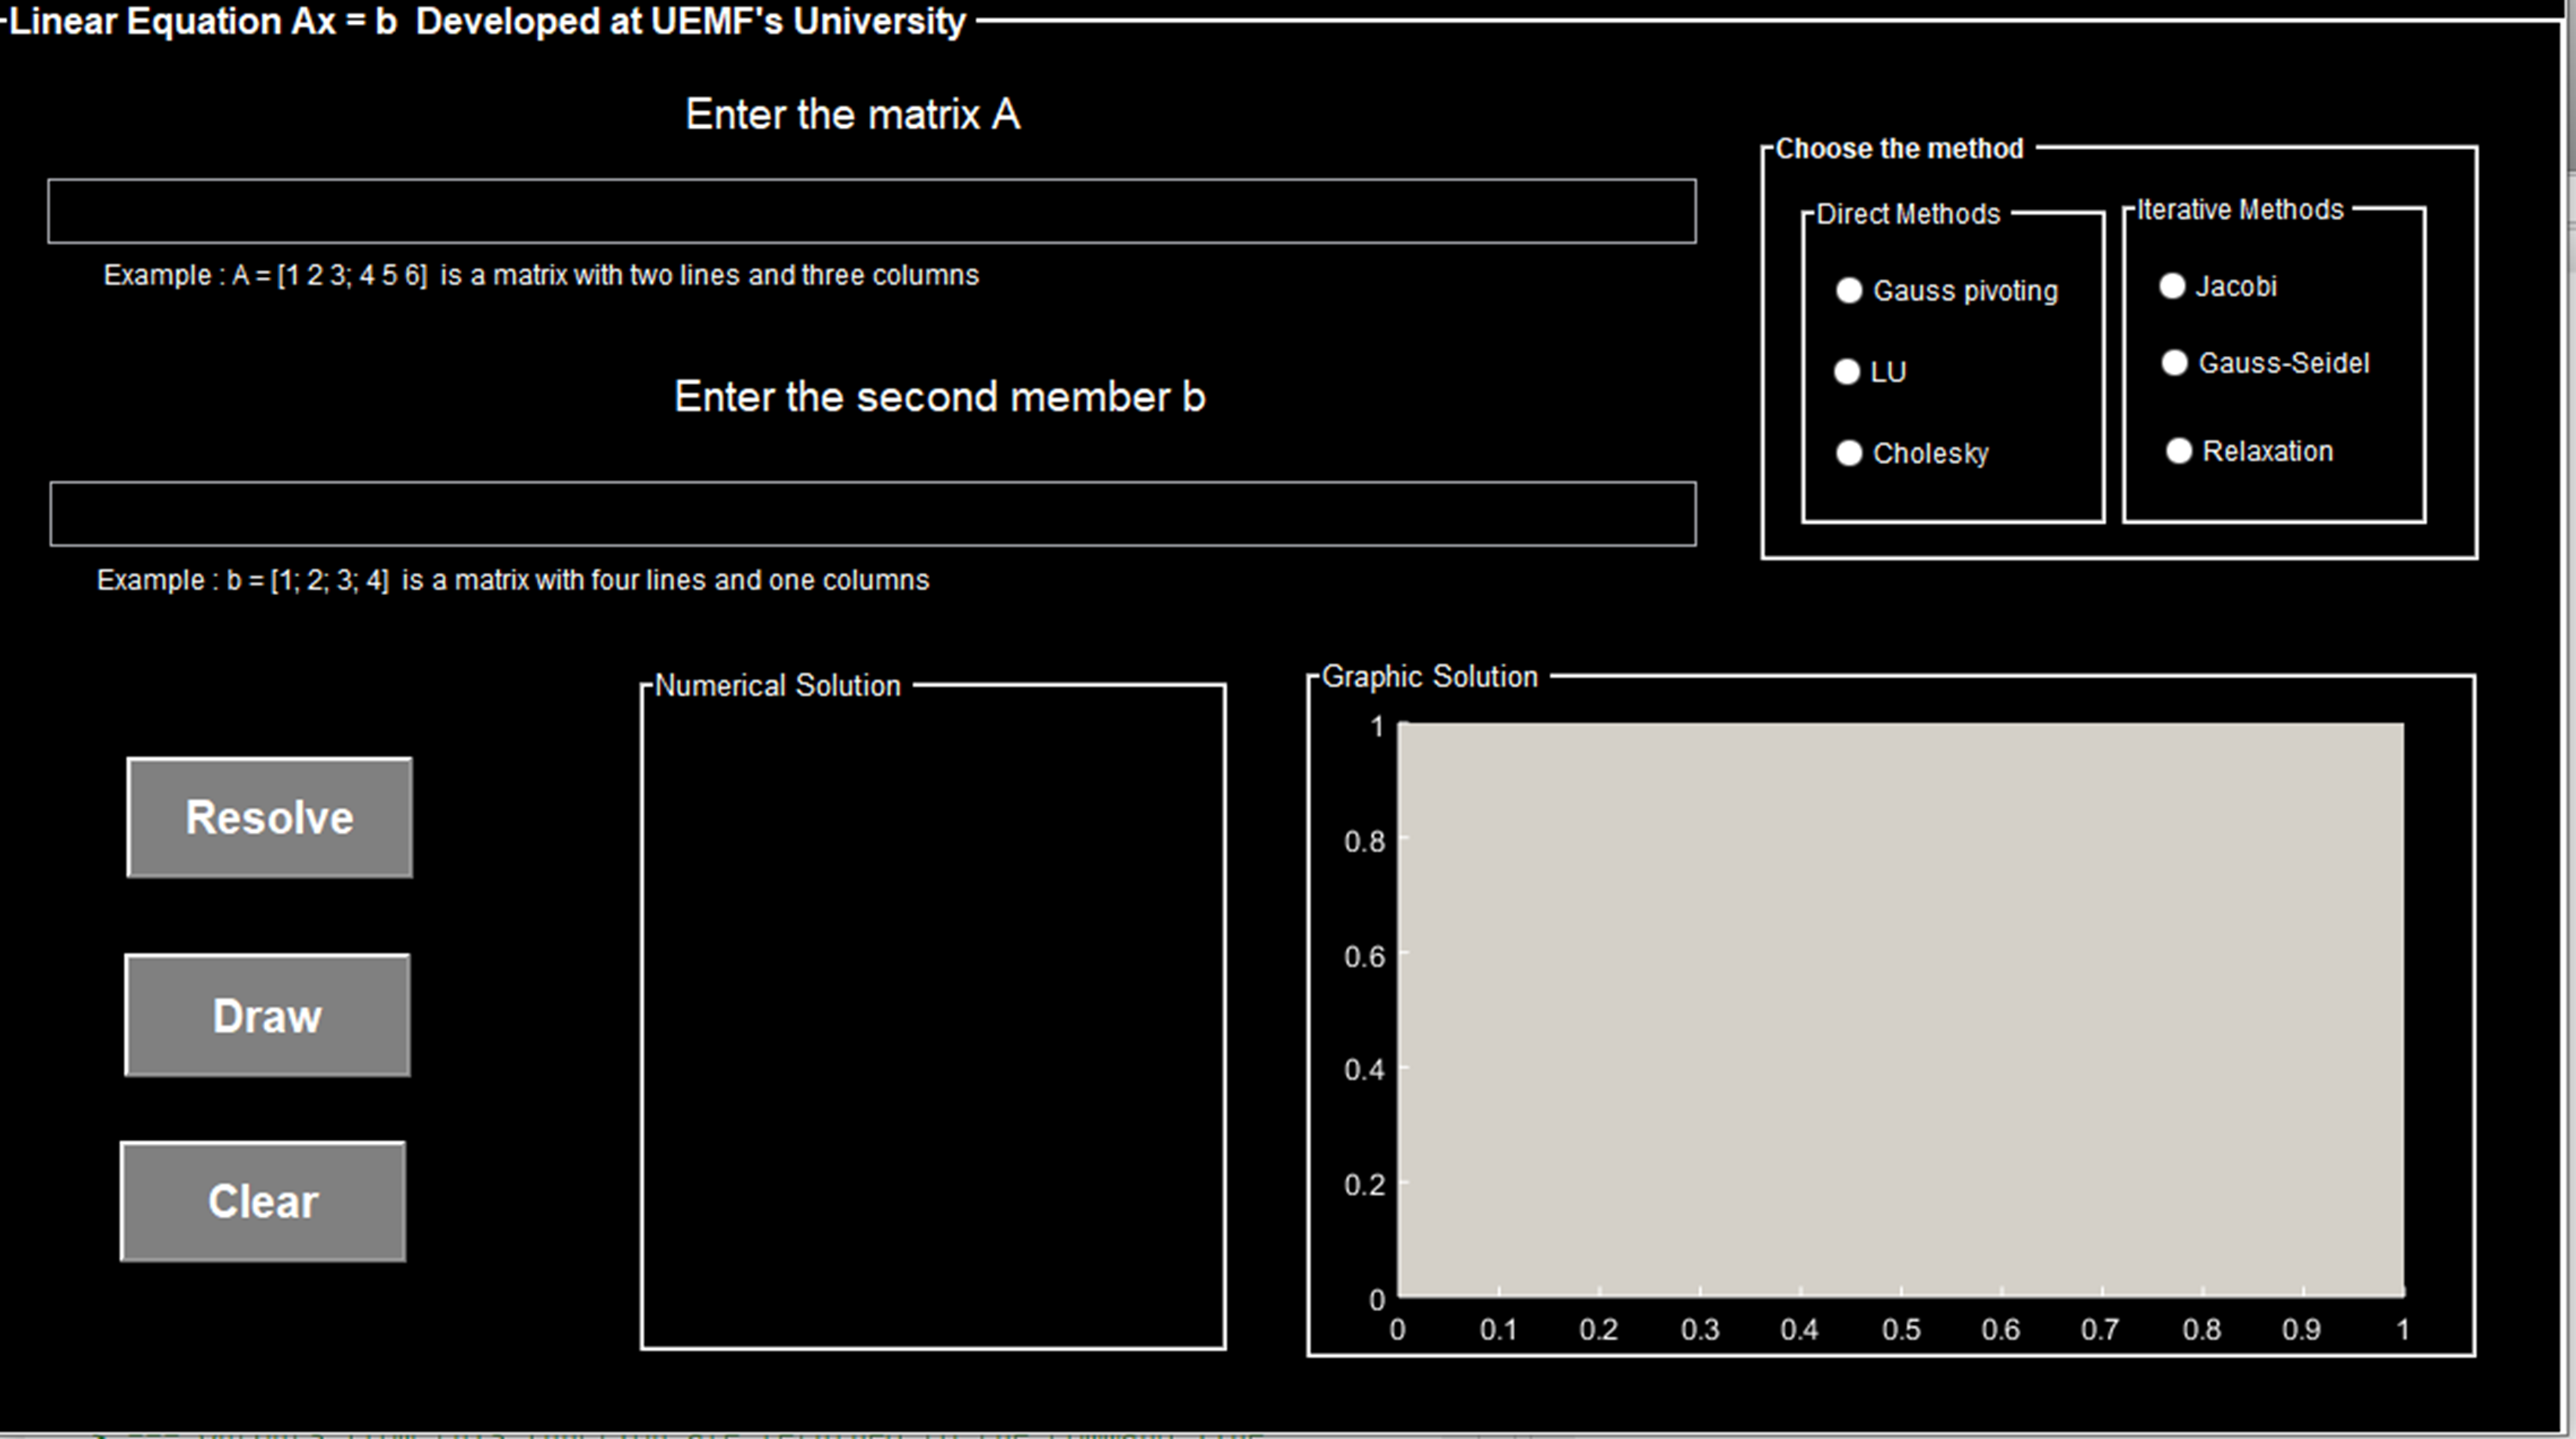 Linear Equation Ax = b  Developed at UEMF's University
Enter the matrix A
Example : A = [1 2 3; 4 5 6]  is a matrix with two lines and three columns
Choose the method
Direct Methods
Gauss pivoting
LU
Cholesky
Iterative Methods
Jacobi
Gauss-Seidel
Relaxation
Enter the second member b
Example : b = [1; 2; 3; 4]  is a matrix with four lines and one columns
Resolve
Draw
Clear
Numerical Solution
Graphic Solution
1
0.8
0.6
0.4
0.2
0
0 0.1 0.2 0.3 0.4 0.5 0.6 0.7 0.8 0.9 1